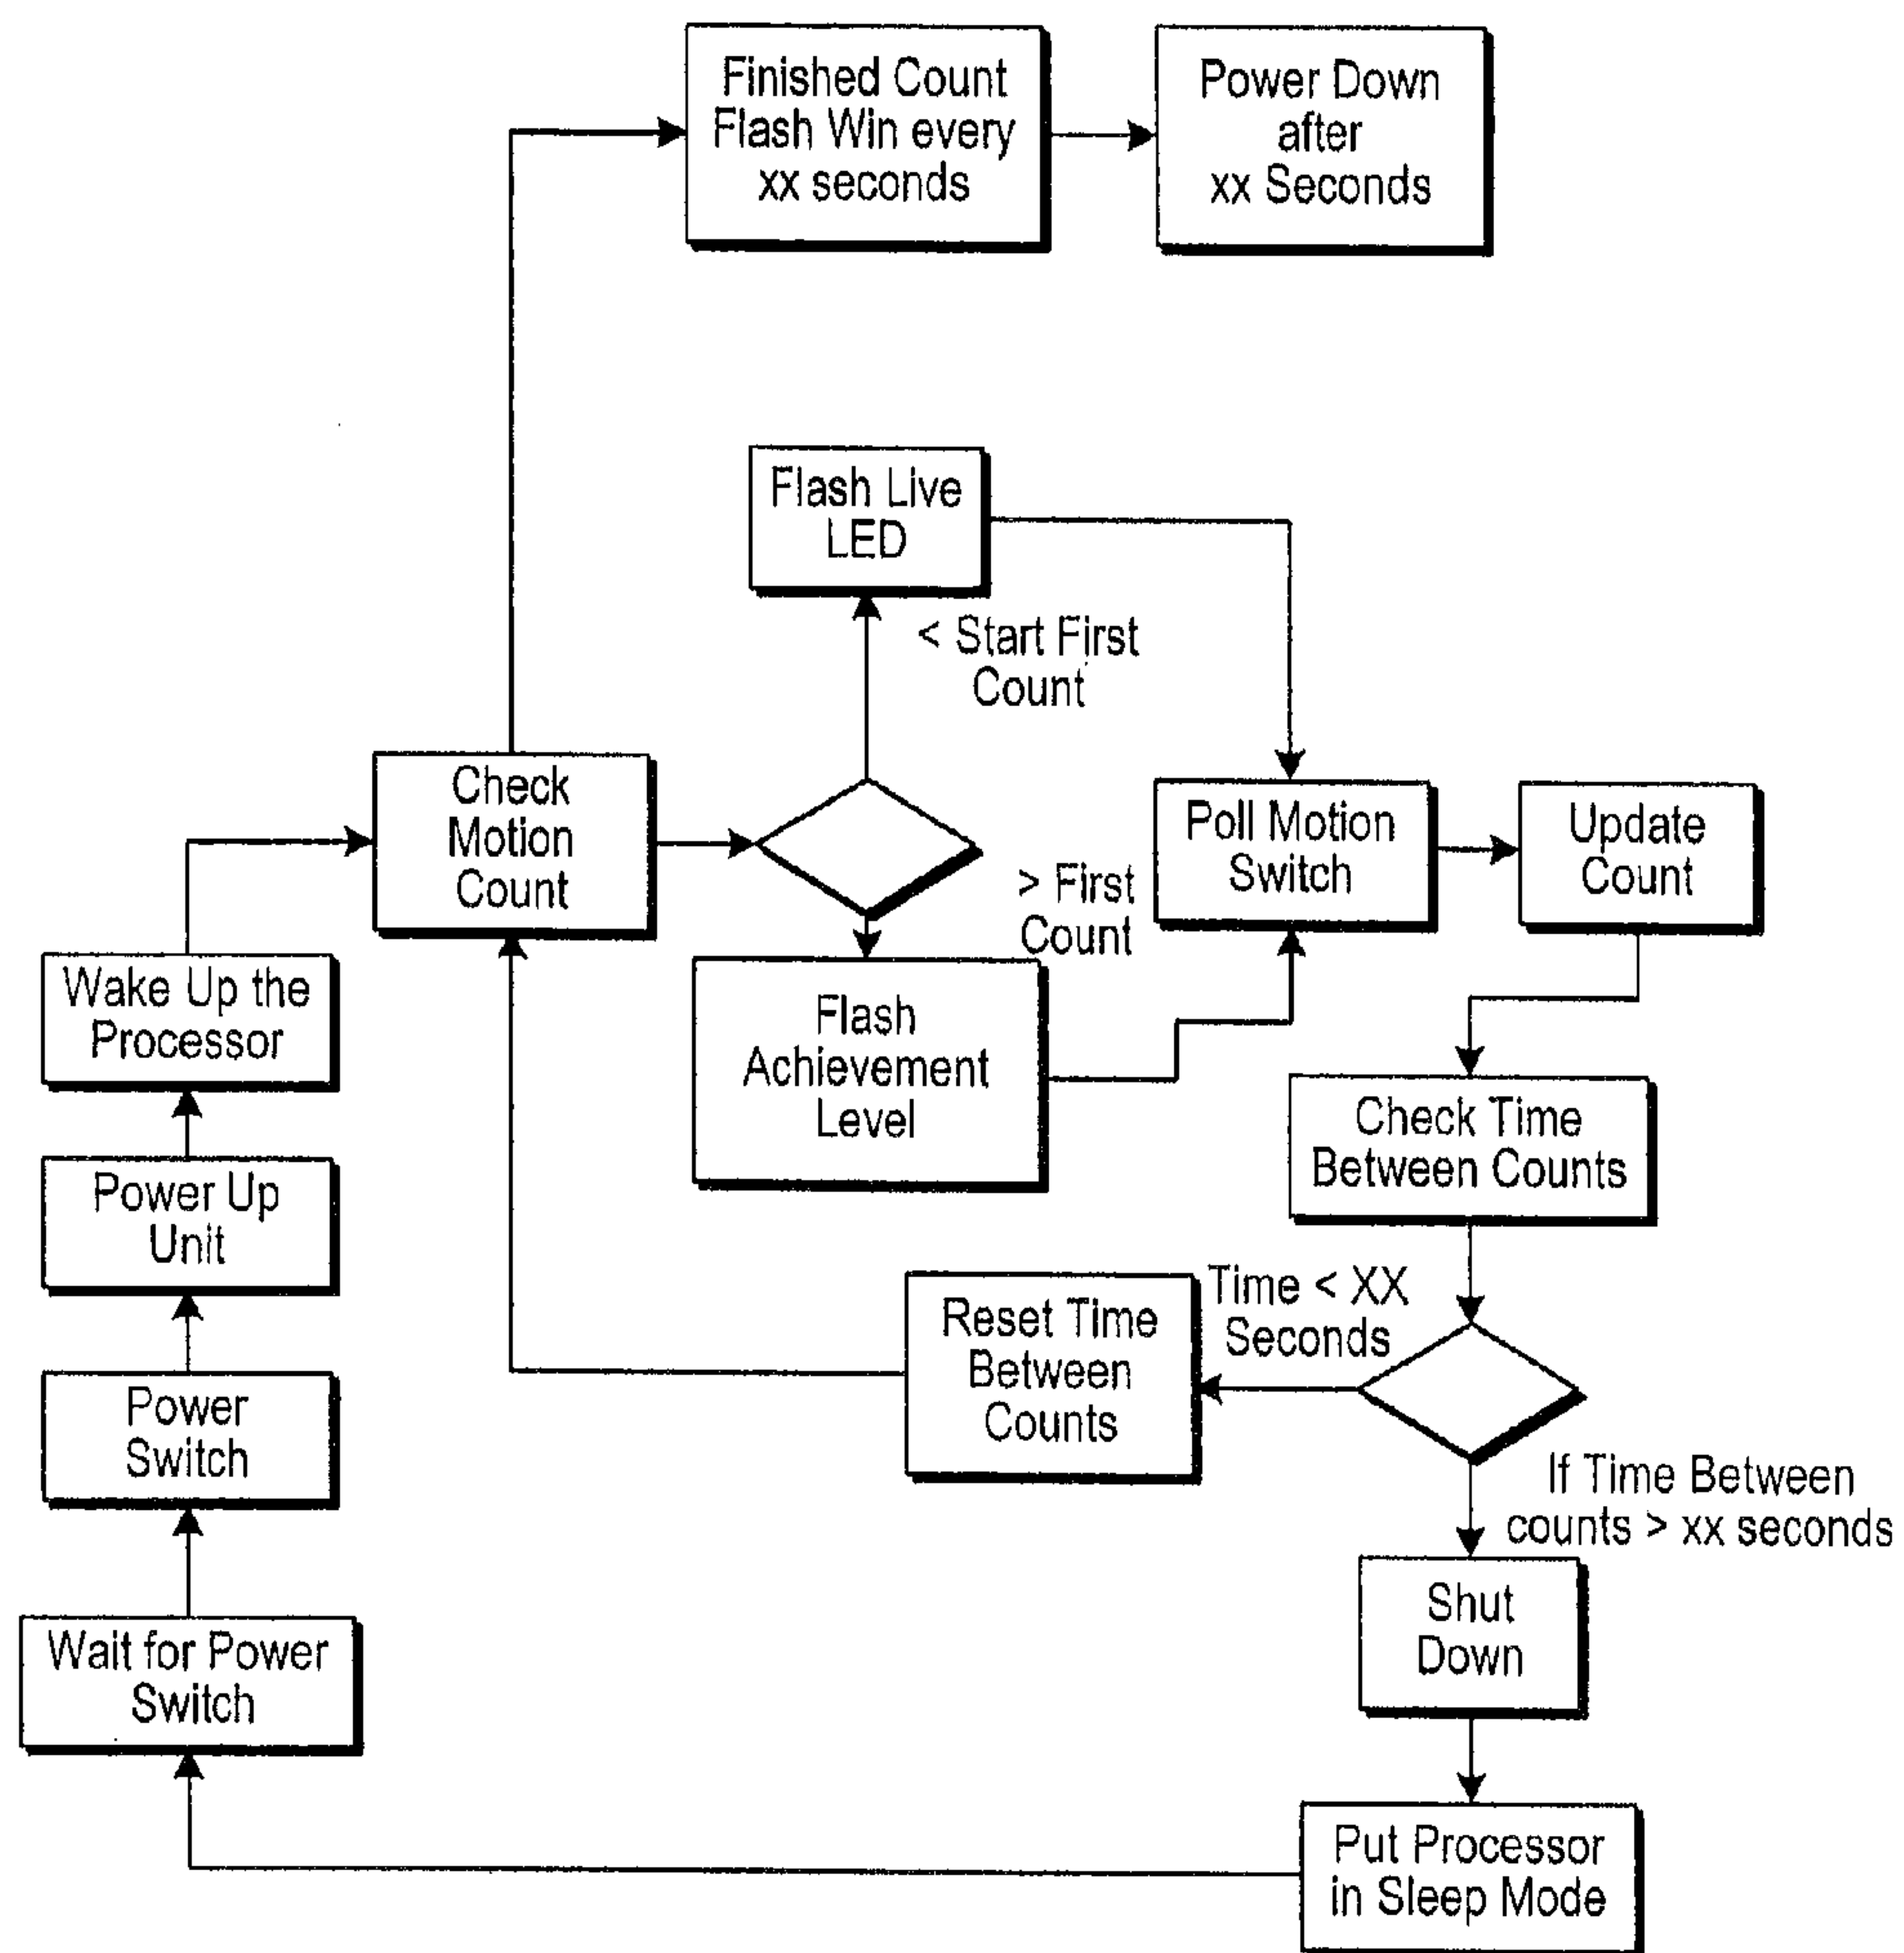 Finished Count
Flash Win every
xx seconds
Power Down
after
xx Seconds
Flash Live
LED
< Start First
Count
Check
Motion
Count
Poll Motion
Switch
Update
Count
> First
Count
Wake Up the
Processor
Flash
Achievement
Level
Check Time
Between Counts
Power Up
Unit
Reset Time
Between
Counts
Time < XX
Seconds
Power
Switch
If Time Between
counts > xx seconds
Shut
Down
Wait for Power
Switch
Put Processor
in Sleep Mode